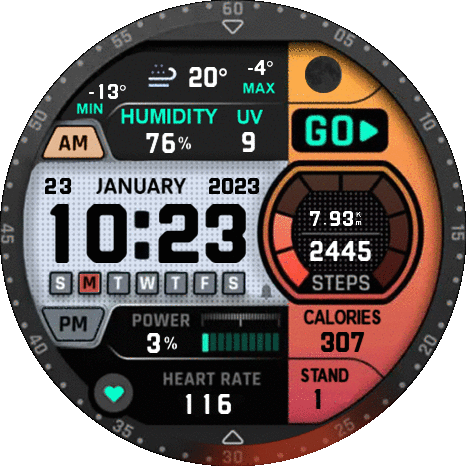 60
55 05
-13° 20° -4°
MIN MAX
50 HUMIDITY UV 10
76% 9
GO
AM
23 JANUARY 2023
10:23
7.93 KM
2445
STEPS
45 15
S M T W T F S
PM
POWER
3%
CALORIES
307
40 20
HEART RATE
116
STAND
1
35 25
30